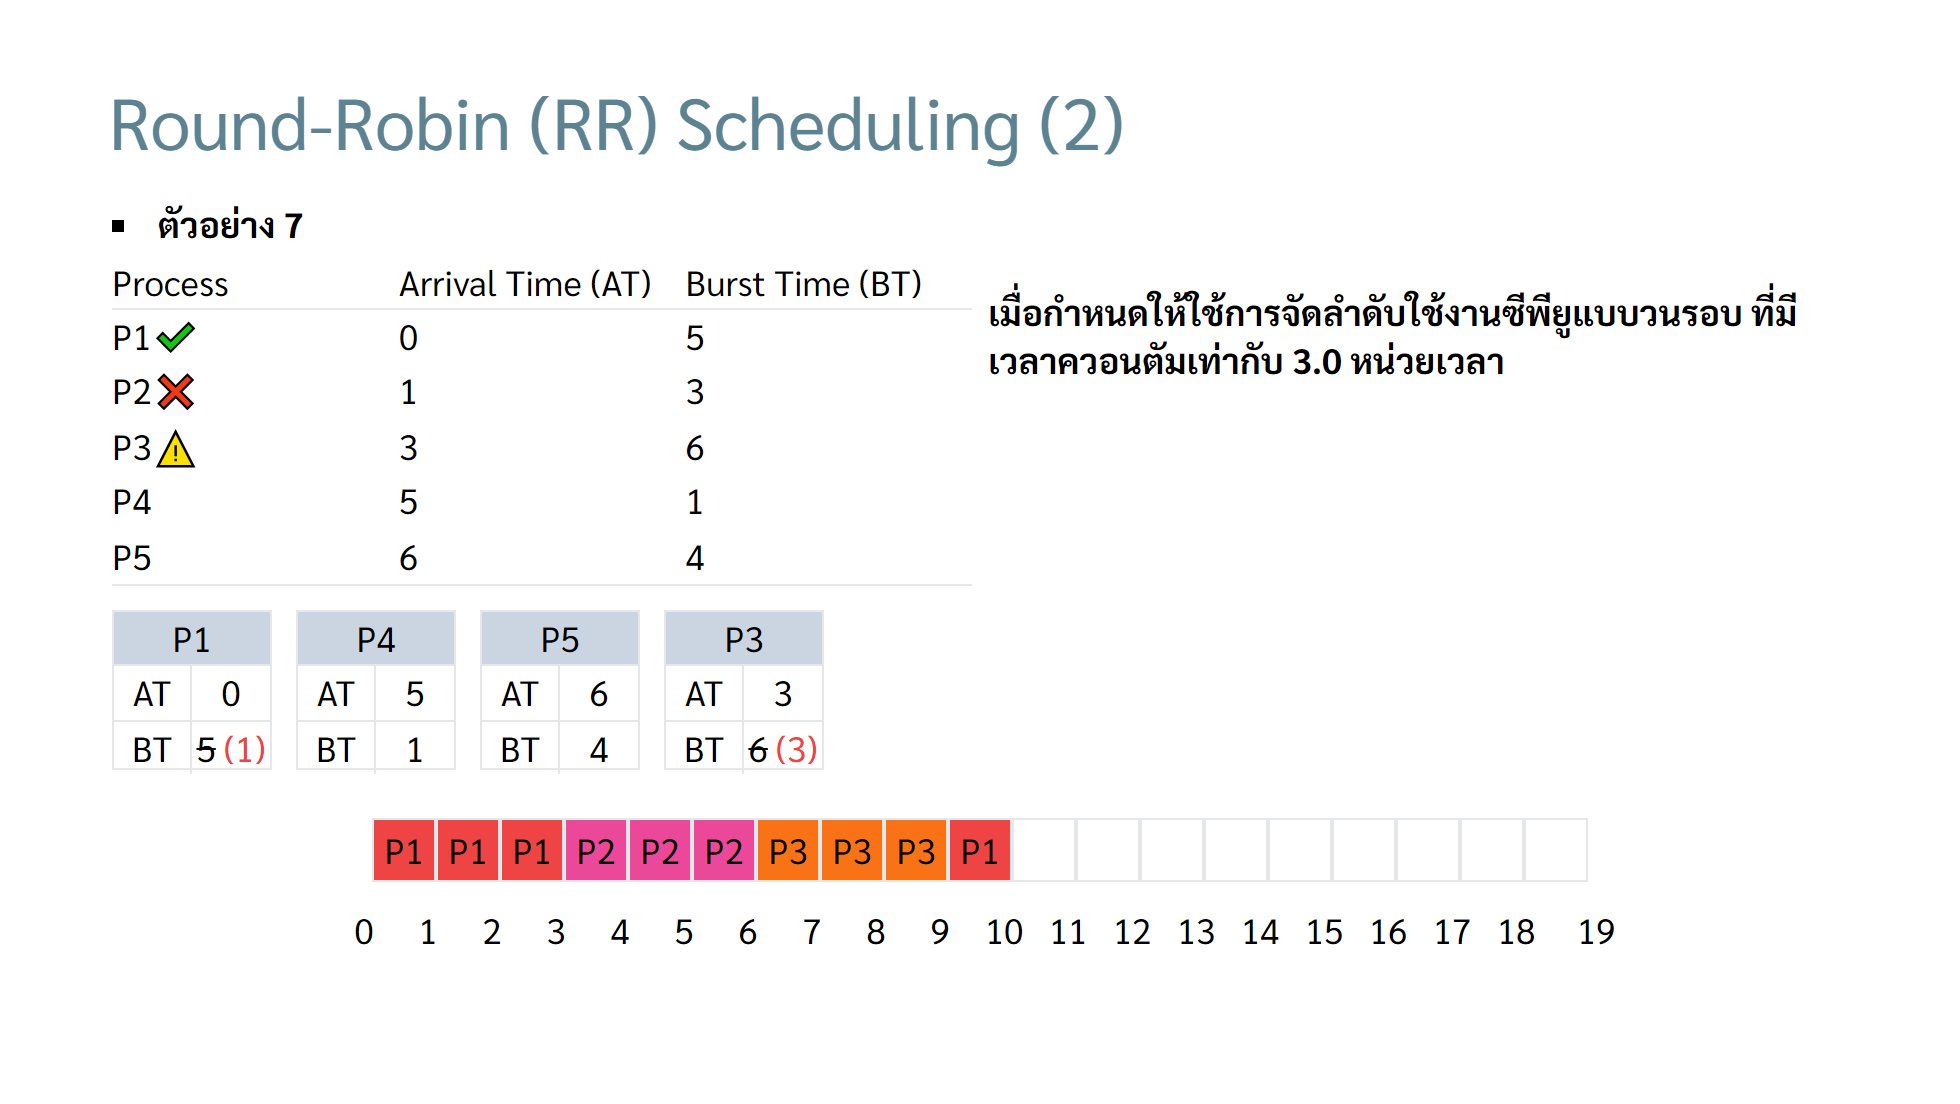 Round-Robin (RR) Scheduling (2)
▪ ตัวอย่าง 7
Process Arrival Time (AT) Burst Time (BT)
P1 0 5
P2 1 3
P3 3 6
P4 5 1
P5 6 4
เมื่อกำหนดให้ใช้การจัดลำดับใช้งานซีพียูแบบวนรอบ ที่มี
เวลาควอนตัมเท่ากับ 3.0 หน่วยเวลา
P1 P4 P5 P3
AT 0 AT 5 AT 6 AT 3
BT 5 (1) BT 1 BT 4 BT 6 (3)
P1 P1 P1 P2 P2 P2 P3 P3 P3 P1
0 1 2 3 4 5 6 7 8 9 10 11 12 13 14 15 16 17 18 19